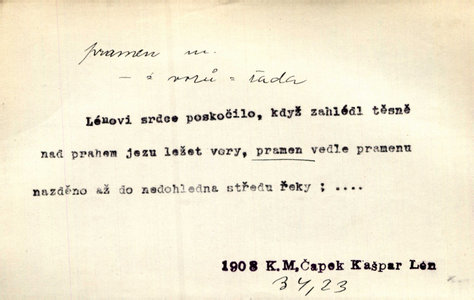 pramen m.
— ů vorů = řada
Lénovi srdce poskočilo, když zahlédl těsně
nad prahem jezu ležet vory, pramen vedle pramenu
nazděno až do nedohledna středu řeky ; ....
1908 K.M.Čapek Kašpar Lén
34,23